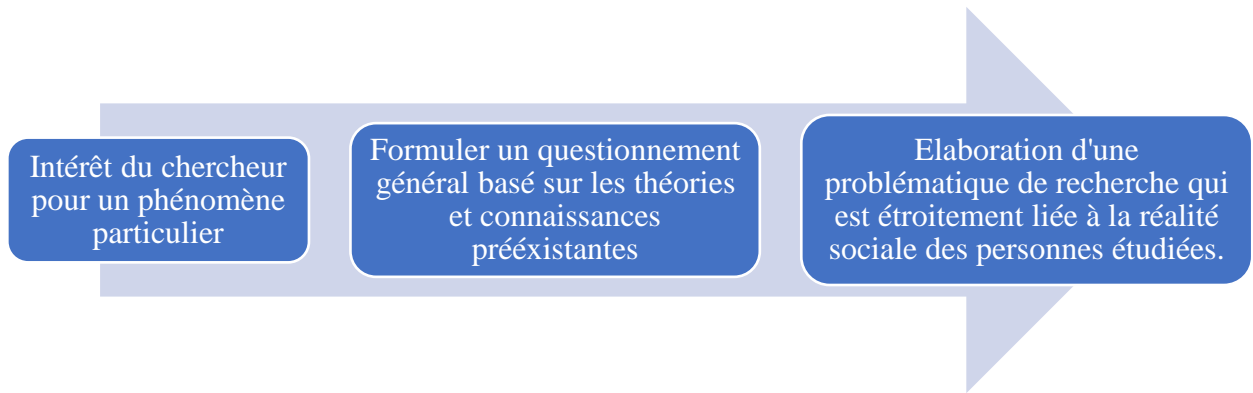 Intérêt du chercheur
pour un phénomène
particulier
Formuler un questionnement
général basé sur les théories
et connaissances
prééxistantes
Elaboration d'une
problématique de recherche qui
est étroitement liée à la réalité
sociale des personnes étudiées.